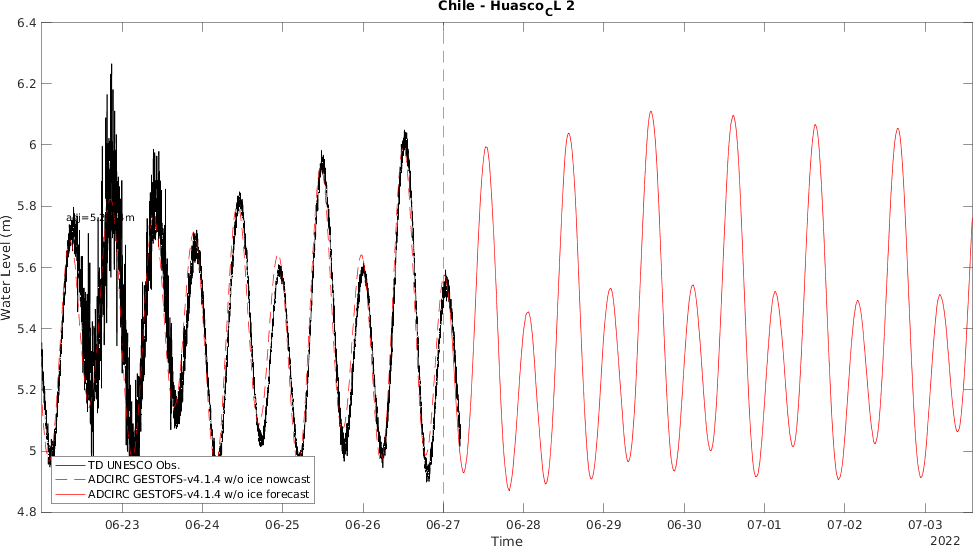 Chile - HuascoCL 2
6.4
6.2
6
5.8
5.6
5.4
5.2
5
4.8
Water Level (m)
TD UNESCO Obs.
ADCIRC GESTOFS-v4.1.4 w/o ice nowcast
ADCIRC GESTOFS-v4.1.4 w/o ice forecast
06-23 06-24 06-25 06-26 06-27 06-28 06-29 06-30 07-01 07-02 07-03
Time
2022